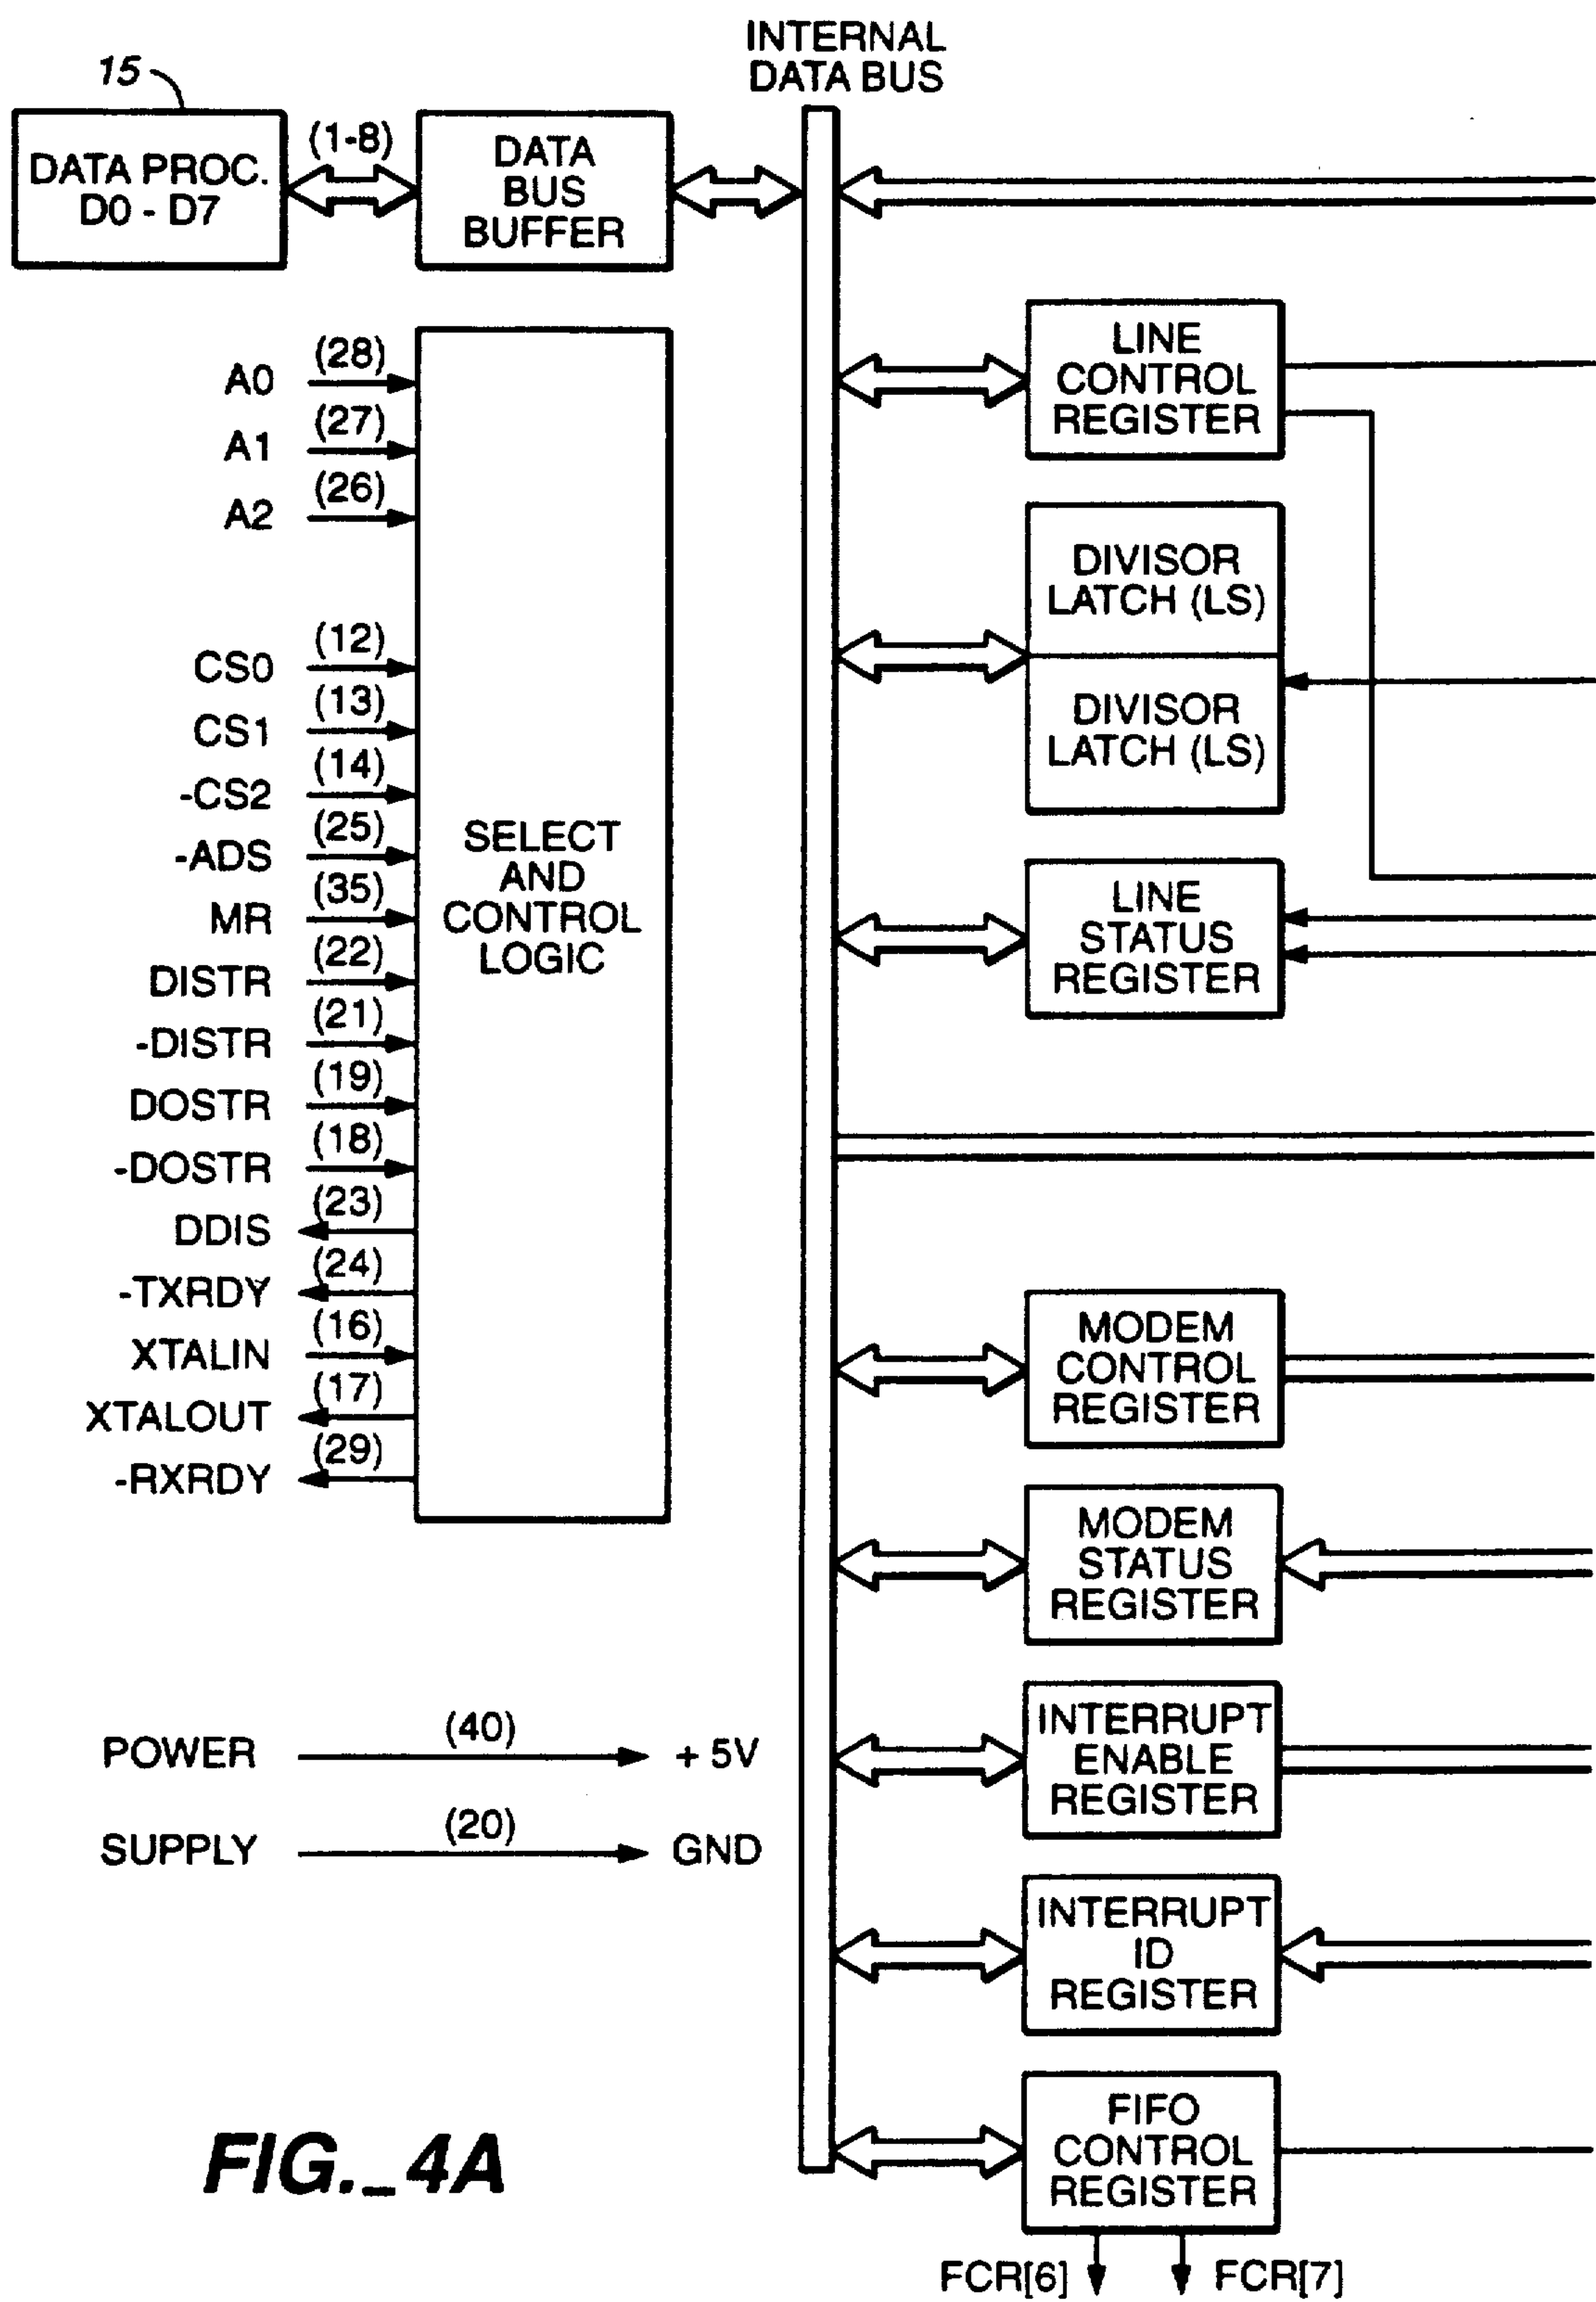 INTERNAL
DATA BUS
15
DATA PROC.
D0 - D7
(1-8)
DATA
BUS
BUFFER
A0
(28)
A1
(27)
A2
(26)
CS0
(12)
CS1
(13)
-CS2
(14)
-ADS
(25)
MR
(35)
DISTR
(22)
-DISTR
(21)
DOSTR
(19)
-DOSTR
(18)
DDIS
(23)
-TXRDY
(24)
XTALIN
(16)
XTALOUT
(17)
-RXRDY
(29)
SELECT
AND
CONTROL
LOGIC
POWER
(40)
+ 5V
SUPPLY
(20)
GND
LINE
CONTROL
REGISTER
DIVISOR
LATCH (LS)
DIVISOR
LATCH (LS)
LINE
STATUS
REGISTER
MODEM
CONTROL
REGISTER
MODEM
STATUS
REGISTER
INTERRUPT
ENABLE
REGISTER
INTERRUPT
ID
REGISTER
FIFO
CONTROL
REGISTER
FCR[6]
FCR[7]
FIG._4A